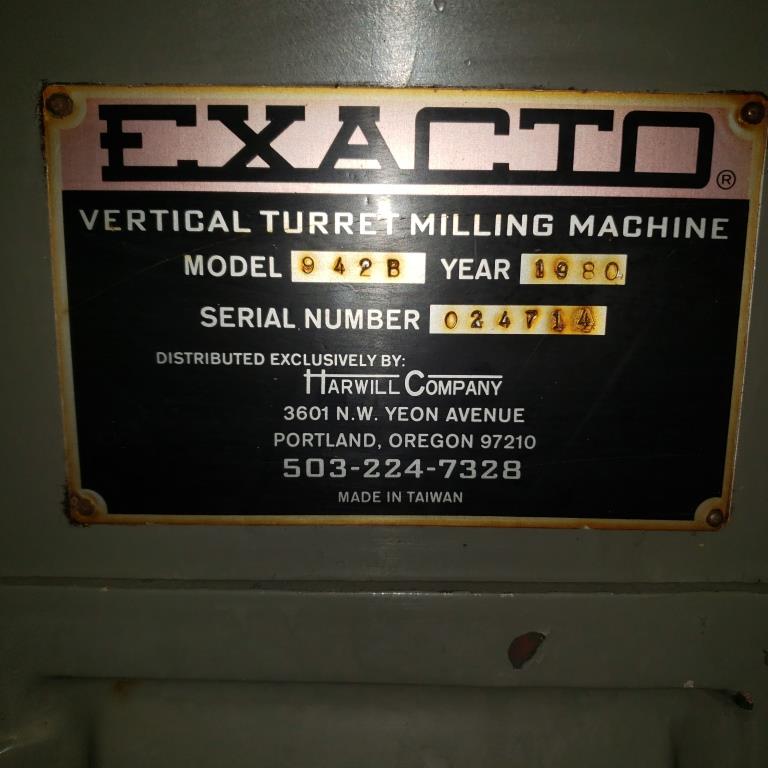 EXACTO ®
VERTICAL TURRET MILLING MACHINE
MODEL 942B YEAR 1980
SERIAL NUMBER 024714
DISTRIBUTED EXCLUSIVELY BY:
HARWILL COMPANY
3601 N.W. YEON AVENUE
PORTLAND, OREGON 97210
503-224-7328
MADE IN TAIWAN